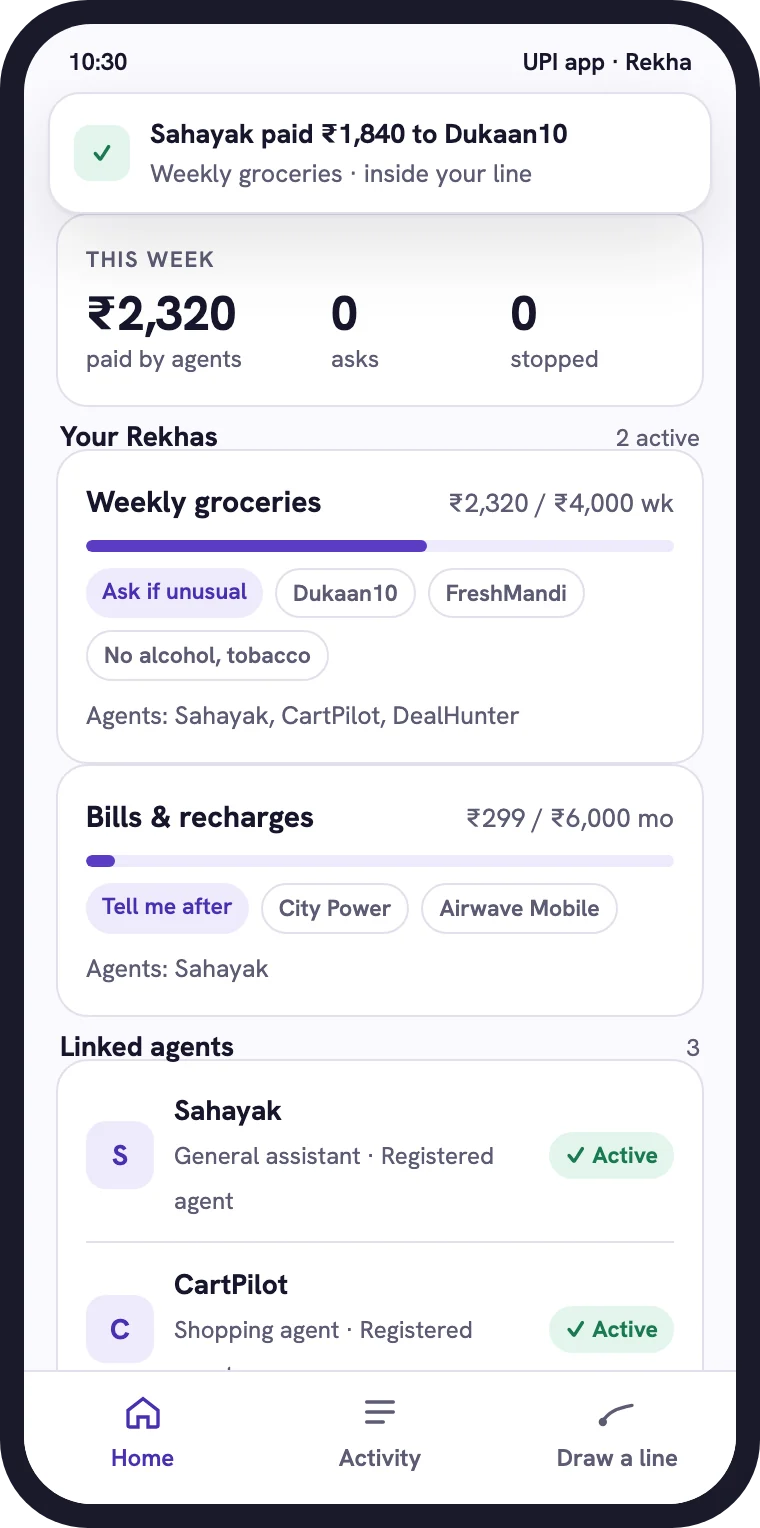 10:30
UPI app · Rekha
Sahayak paid ₹1,840 to Dukaan10
Weekly groceries · inside your line
THIS WEEK
₹2,320 0 0
paid by agents asks stopped
Your Rekhas 2 active
Weekly groceries ₹2,320 / ₹4,000 wk
Ask if unusual Dukaan10 FreshMandi
No alcohol, tobacco
Agents: Sahayak, CartPilot, DealHunter
Bills & recharges ₹299 / ₹6,000 mo
Tell me after City Power Airwave Mobile
Agents: Sahayak
Linked agents 3
Sahayak
S General assistant · Registered ✓ Active
agent
CartPilot
C Shopping agent · Registered ✓ Active
Home Activity Draw a line